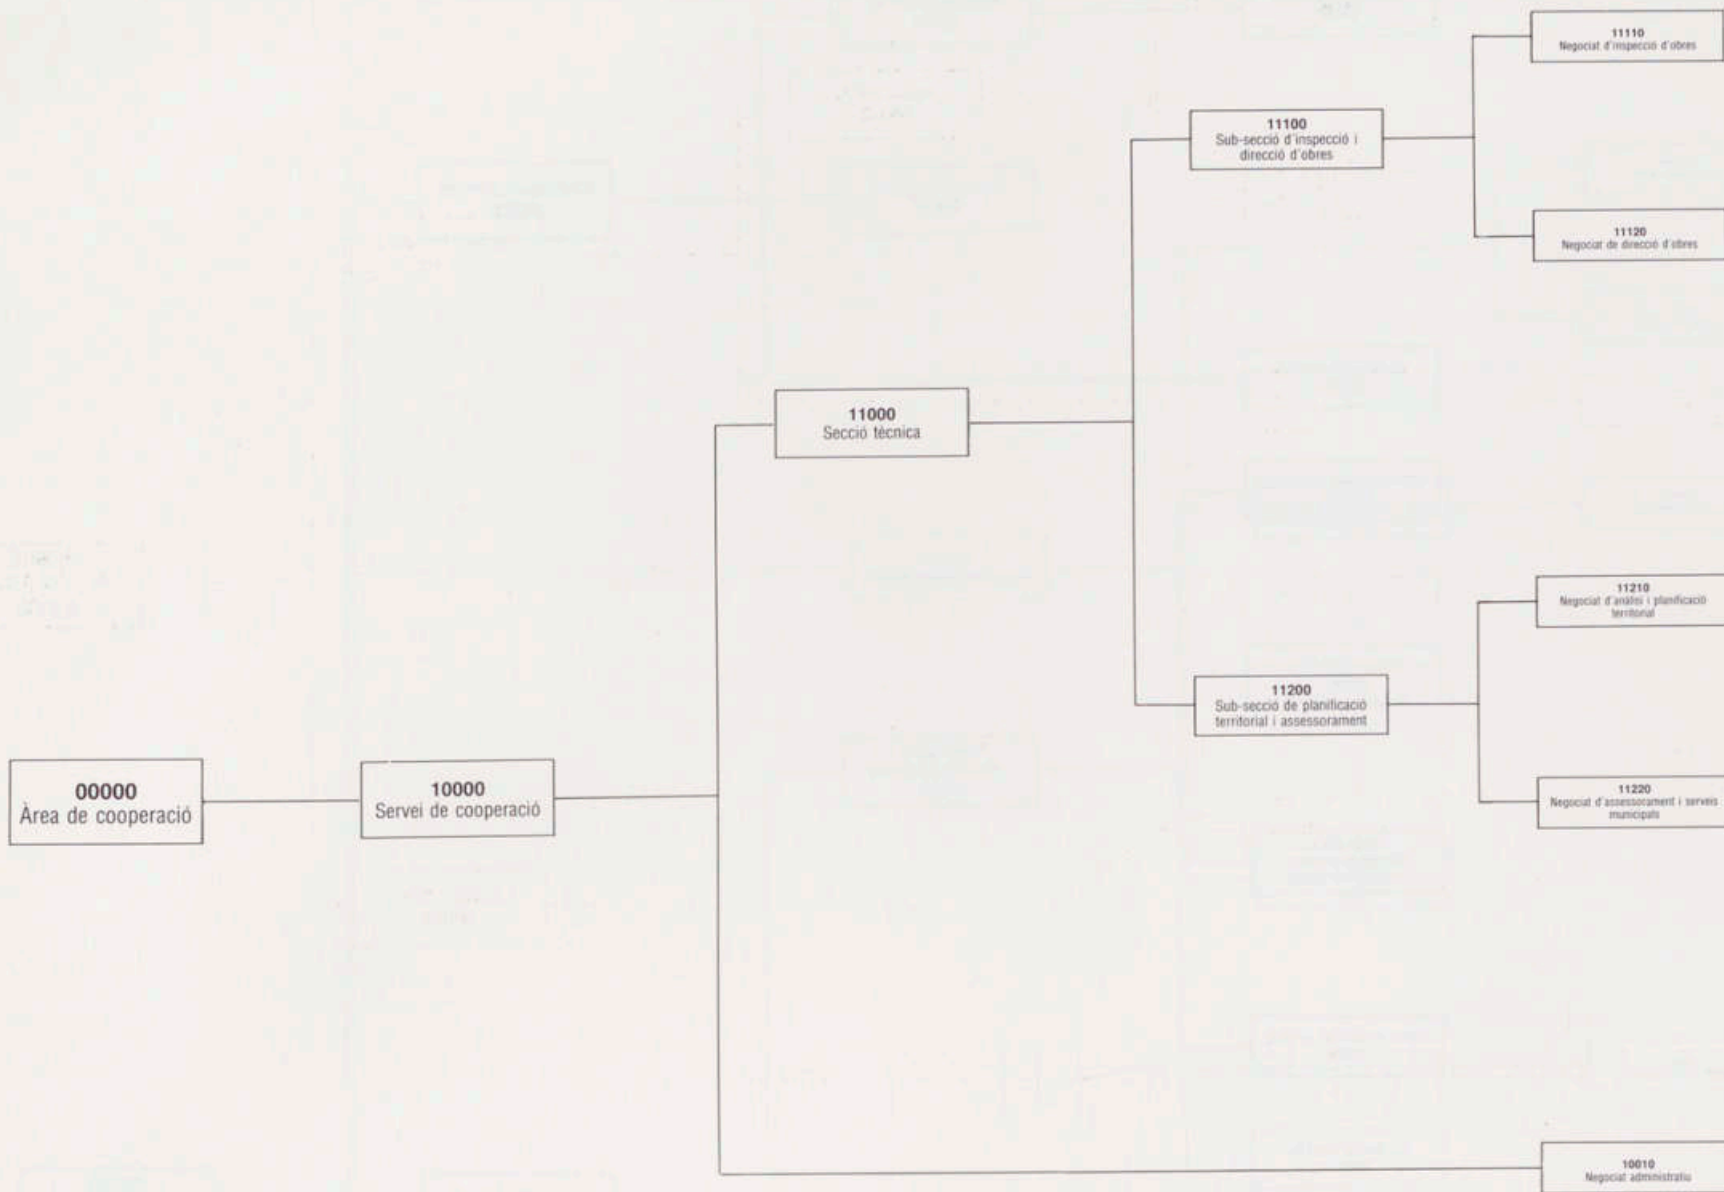 11110
Negociat d'inspecció d'obres
11100
Sub-secció d'inspecció i
direcció d'obres
11120
Negociat de direcció d'obres
11000
Secció tècnica
11210
Negociat d'anàlisi i planificació
territorial
11200
Sub-secció de planificació
territorial i assessorament
00000
Àrea de cooperació
10000
Servei de cooperació
11220
Negociat d'assessorament i serveis
municipals
10010
Negociat administratiu